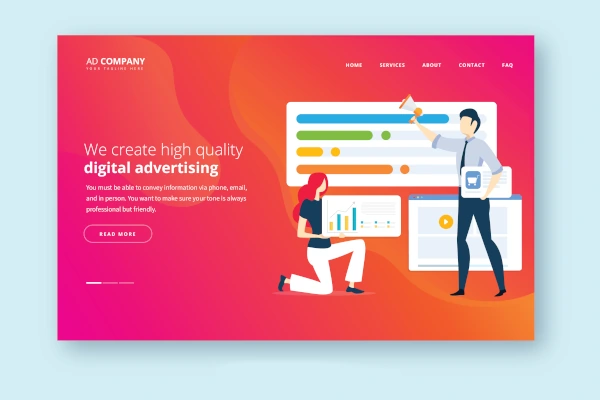 AD COMPANY
YOUR TAGLINE HERE
HOME SERVICES ABOUT CONTACT FAQ
We create high quality
digital advertising
You must be able to convey information via phone, email,
and in person. You want to make sure your tone is always
professional but friendly.
READ MORE